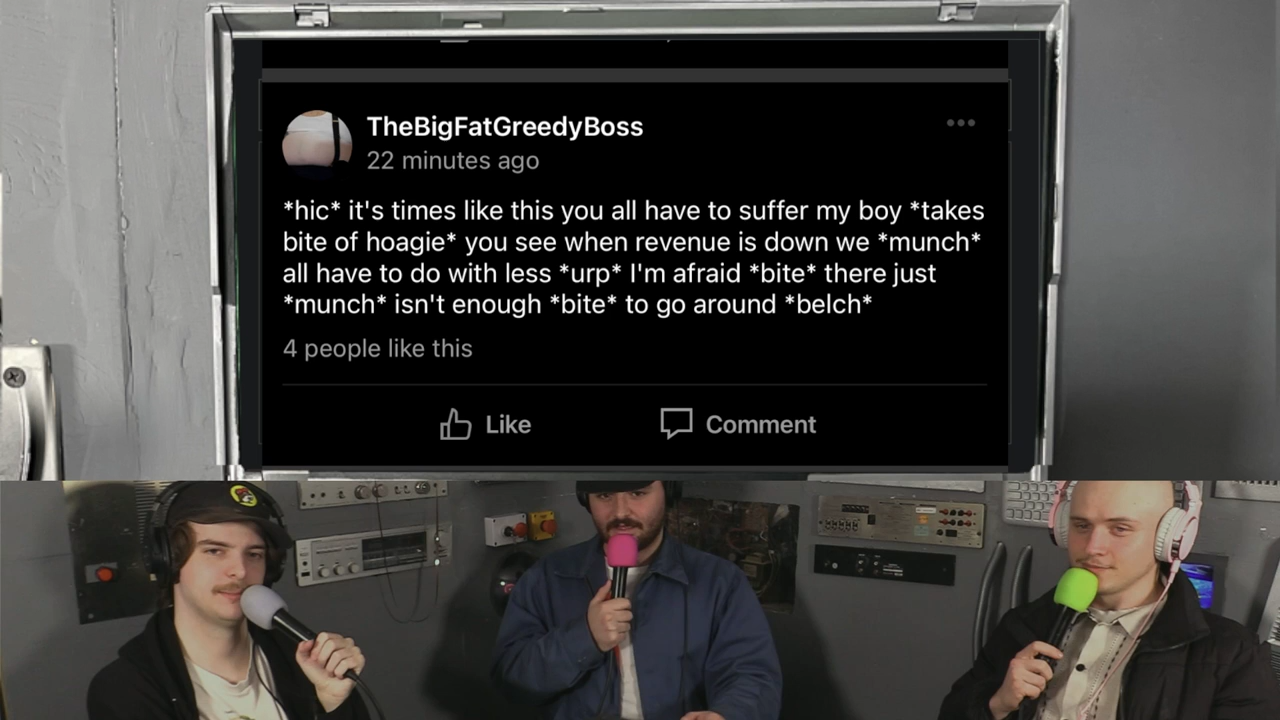 TheBigFatGreedyBoss
22 minutes ago
*hic* it's times like this you all have to suffer my boy *takes
bite of hoagie* you see when revenue is down we *munch*
all have to do with less *urp* I'm afraid *bite* there just
*munch* isn't enough *bite* to go around *belch*
4 people like this
Like
Comment